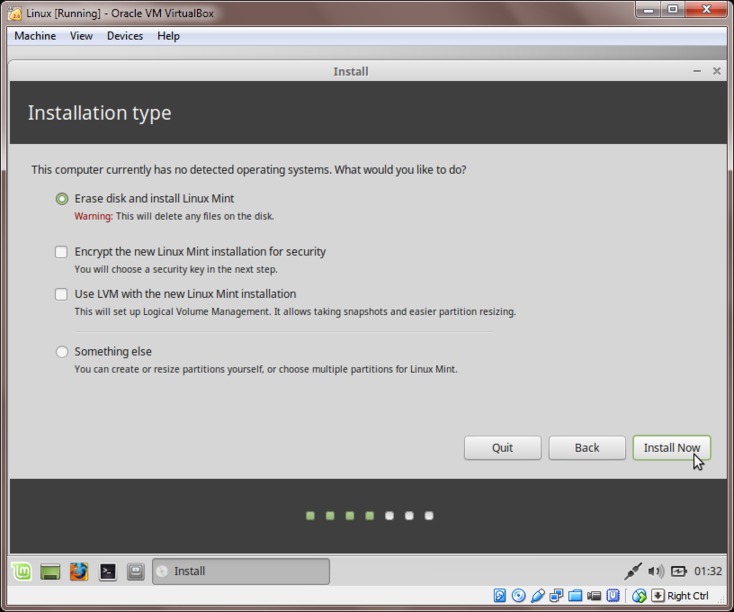 Linux [Running] - Oracle VM VirtualBox
Machine View Devices Help
Install
Installation type
This computer currently has no detected operating systems. What would you like to do?
Erase disk and install Linux Mint
Warning: This will delete any files on the disk.
Encrypt the new Linux Mint installation for security
You will choose a security key in the next step.
Use LVM with the new Linux Mint installation
This will set up Logical Volume Management. It allows taking snapshots and easier partition resizing.
Something else
You can create or resize partitions yourself, or choose multiple partitions for Linux Mint.
Quit Back Install Now
Install 01:32
Right Ctrl